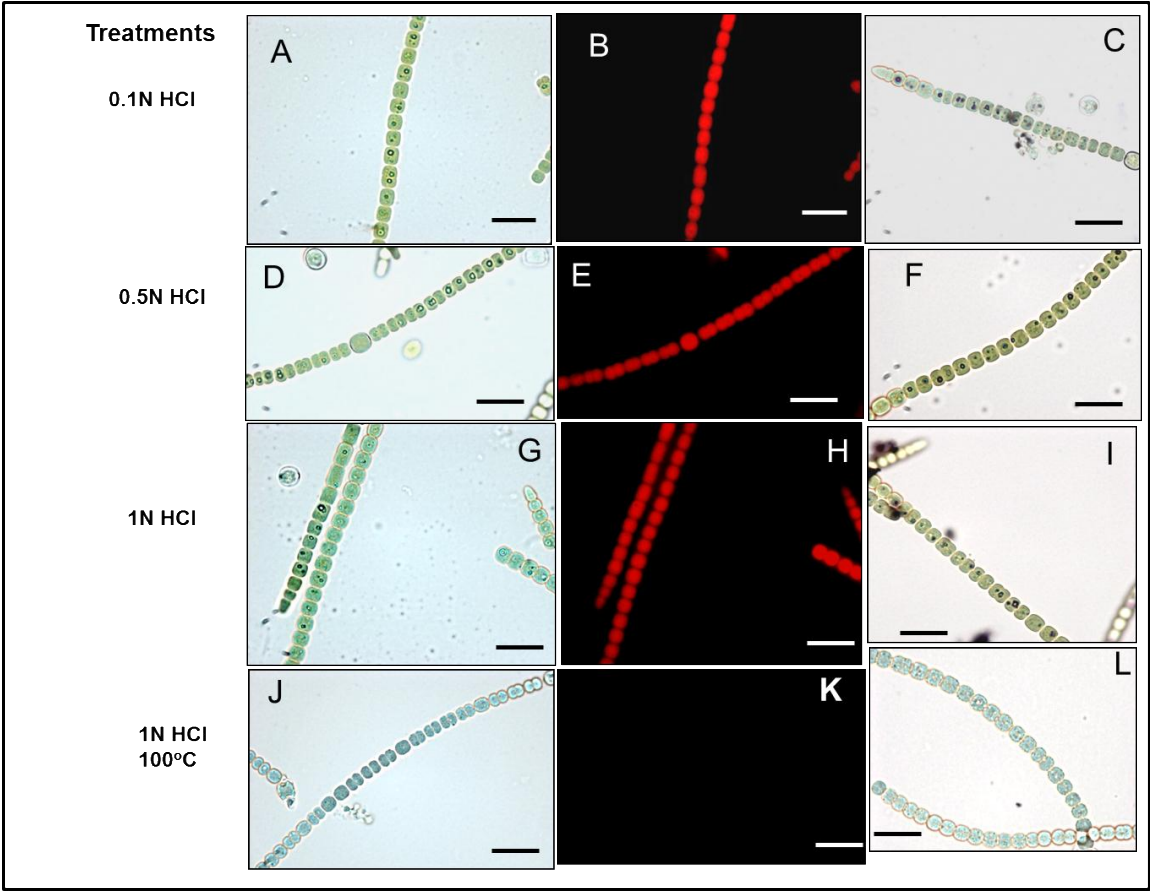 Treatments
A
B
C
0.1N HCl
D
E
F
0.5N HCl
G
H
I
1N HCl
J
K
L
1N HCl
100°C